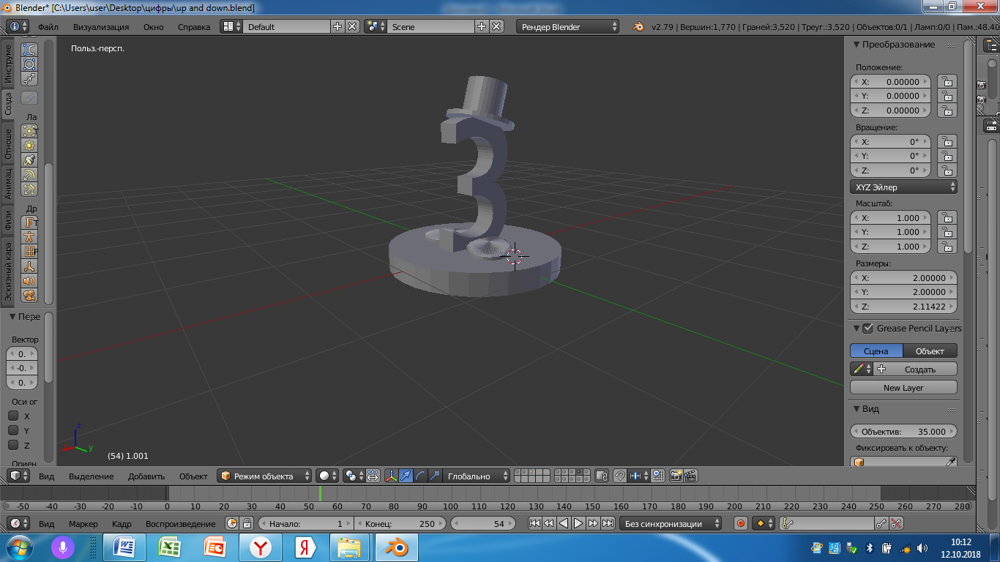 Blender* [C:\Users\user\Desktop\цифры\up and down.blend]
Файл Визуализация Окно Справка Default Scene Рендер Blender v2.79 | Вершин:1,770 | Граней:3,520 | Треуг.:3,520 | Объектов:0/1 | Ламп:0/0 | Пам.:48.40
Польз.-персп.
Инструме
Созда
Отноше
Анимац
Физи
Эскизный кара
Ла
Др
Пере
Вектор
0.
-0.
0.
Оси ог
X
Y
Z
Ориен
z
x
y
(54) 1.001
3
Преобразование
Положение:
X: 0.00000
Y: 0.00000
Z: 0.00000
Вращение:
X: 0°
Y: 0°
Z: 0°
XYZ Эйлер
Масштаб:
X: 1.000
Y: 1.000
Z: 1.000
Размеры:
X: 2.00000
Y: 2.00000
Z: 2.11422
Grease Pencil Layers
Сцена Объект
Создать
New Layer
Вид
Объектив: 35.000
Фиксировать к объекту:
Вид Выделение Добавить Объект Режим объекта Глобально
-50 -40 -30 -20 -10 0 10 20 30 40 50 60 70 80 90 100 110 120 130 140 150 160 170 180 190 200 210 220 230 240 250 260 270 280
Вид Маркер Кадр Воспроизведение Начало: 1 Конец: 250 54 Без синхронизации
10:12
12.10.2018